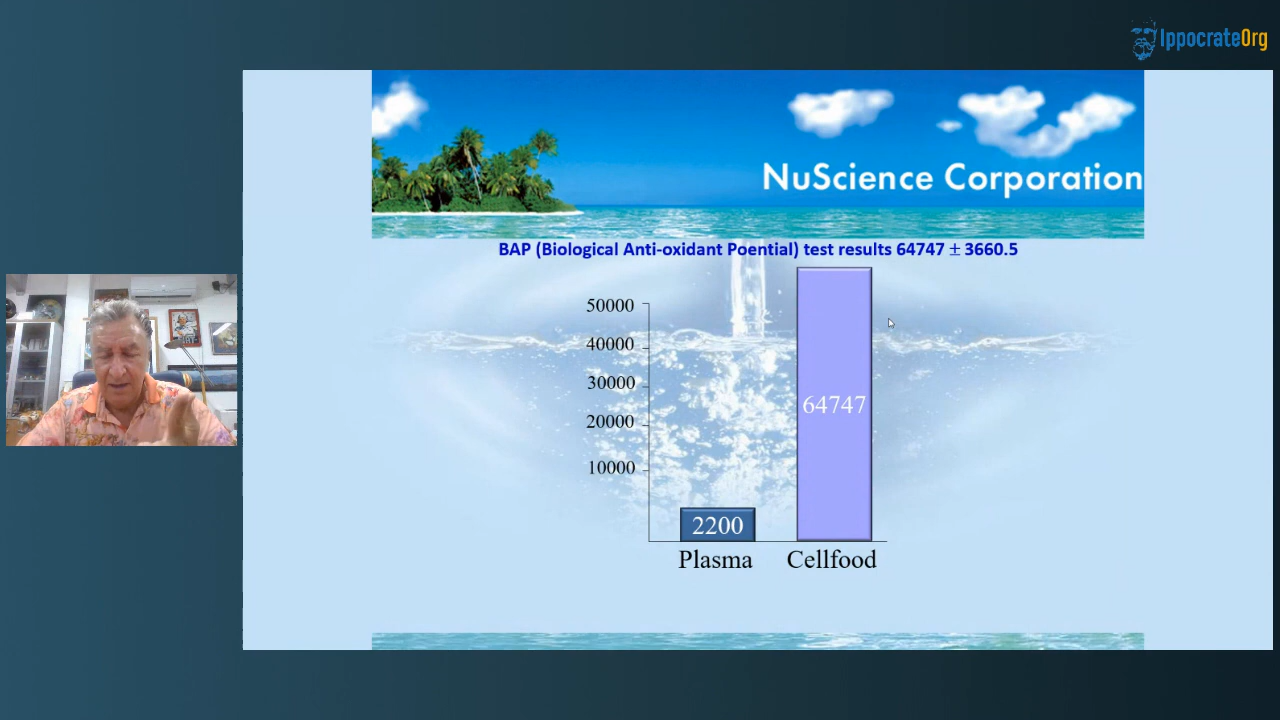 IppocrateOrg
NuScience Corporation
BAP (Biological Anti-oxidant Poential) test results 64747 ± 3660.5
50000
40000
30000
20000
10000
64747
2200
Plasma
Cellfood